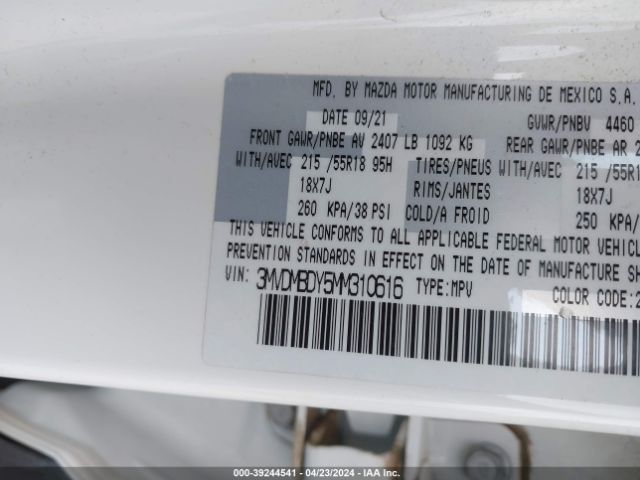 MFD. BY MAZDA MOTOR MANUFACTURING DE MEXICO S.A.
DATE 09/21 GVWR/PNBV 4460
FRONT GAWR/PNBE AV 2407 LB 1092 KG REAR GAWR/PNBE AR 2
WITH/AVEC 215 /55R18 95H TIRES/PNEUS WITH/AVEC 215 /55R1
18X7J RIMS/JANTES 18X7J
260 KPA/38 PSI COLD/A FROID 250 KPA/
THIS VEHICLE CONFORMS TO ALL APPLICABLE FEDERAL MOTOR VEHICL
PREVENTION STANDARDS IN EFFECT ON THE DATE OF MANUFACTURE SH
VIN: 3MVDMBDY5MM310616 TYPE:MPV COLOR CODE:2
000-39244541 - 04/23/2024 - IAA Inc.